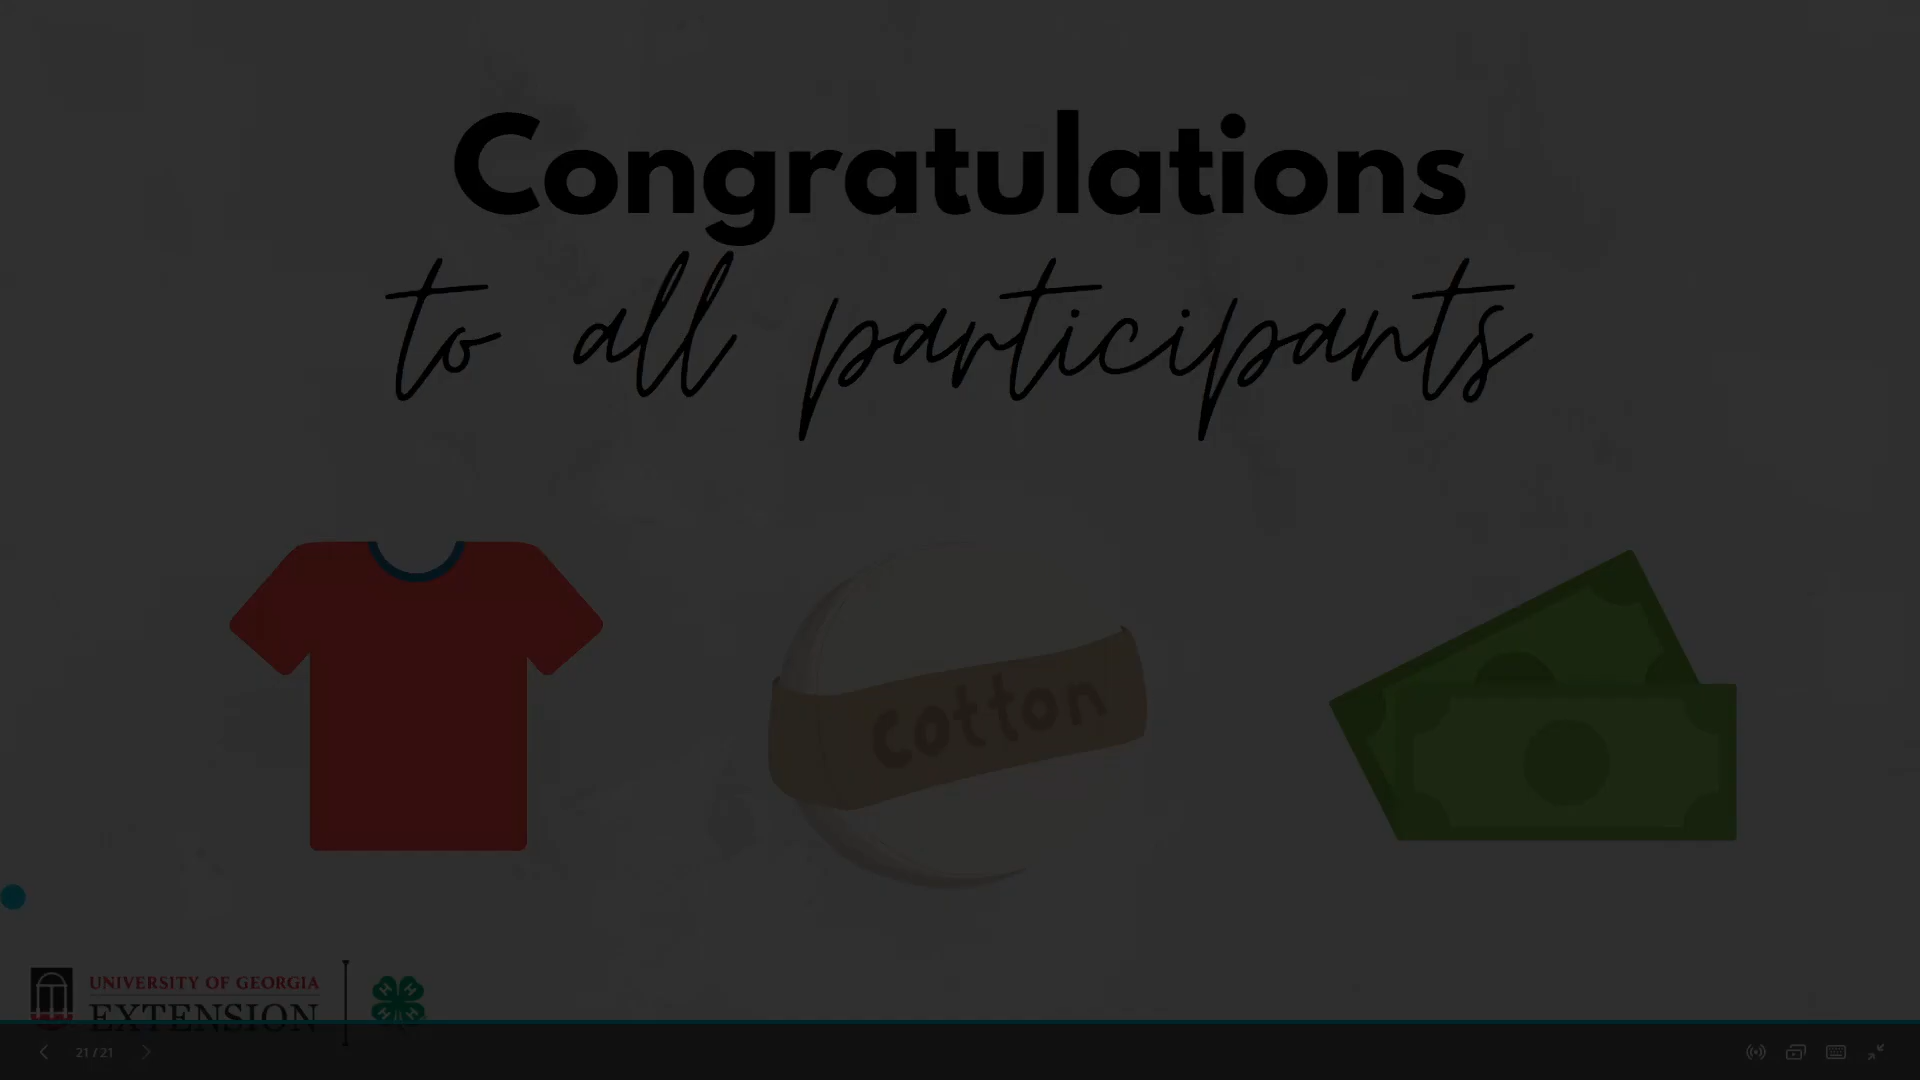 Congratulations
to all participants
cotton
UNIVERSITY OF GEORGIA
EXTENSION
H H H H
21 / 21